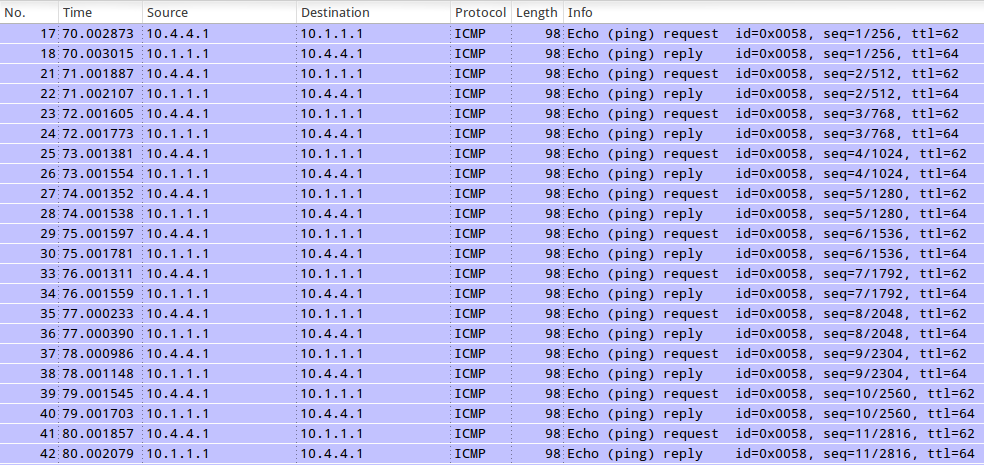 No. Time Source Destination Protocol Length Info
17 70.002873 10.4.4.1 10.1.1.1 ICMP 98 Echo (ping) request id=0x0058, seq=1/256, ttl=62
18 70.003015 10.1.1.1 10.4.4.1 ICMP 98 Echo (ping) reply id=0x0058, seq=1/256, ttl=64
21 71.001887 10.4.4.1 10.1.1.1 ICMP 98 Echo (ping) request id=0x0058, seq=2/512, ttl=62
22 71.002107 10.1.1.1 10.4.4.1 ICMP 98 Echo (ping) reply id=0x0058, seq=2/512, ttl=64
23 72.001605 10.4.4.1 10.1.1.1 ICMP 98 Echo (ping) request id=0x0058, seq=3/768, ttl=62
24 72.001773 10.1.1.1 10.4.4.1 ICMP 98 Echo (ping) reply id=0x0058, seq=3/768, ttl=64
25 73.001381 10.4.4.1 10.1.1.1 ICMP 98 Echo (ping) request id=0x0058, seq=4/1024, ttl=62
26 73.001554 10.1.1.1 10.4.4.1 ICMP 98 Echo (ping) reply id=0x0058, seq=4/1024, ttl=64
27 74.001352 10.4.4.1 10.1.1.1 ICMP 98 Echo (ping) request id=0x0058, seq=5/1280, ttl=62
28 74.001538 10.1.1.1 10.4.4.1 ICMP 98 Echo (ping) reply id=0x0058, seq=5/1280, ttl=64
29 75.001597 10.4.4.1 10.1.1.1 ICMP 98 Echo (ping) request id=0x0058, seq=6/1536, ttl=62
30 75.001781 10.1.1.1 10.4.4.1 ICMP 98 Echo (ping) reply id=0x0058, seq=6/1536, ttl=64
33 76.001311 10.4.4.1 10.1.1.1 ICMP 98 Echo (ping) request id=0x0058, seq=7/1792, ttl=62
34 76.001559 10.1.1.1 10.4.4.1 ICMP 98 Echo (ping) reply id=0x0058, seq=7/1792, ttl=64
35 77.000233 10.4.4.1 10.1.1.1 ICMP 98 Echo (ping) request id=0x0058, seq=8/2048, ttl=62
36 77.000390 10.1.1.1 10.4.4.1 ICMP 98 Echo (ping) reply id=0x0058, seq=8/2048, ttl=64
37 78.000986 10.4.4.1 10.1.1.1 ICMP 98 Echo (ping) request id=0x0058, seq=9/2304, ttl=62
38 78.001148 10.1.1.1 10.4.4.1 ICMP 98 Echo (ping) reply id=0x0058, seq=9/2304, ttl=64
39 79.001545 10.4.4.1 10.1.1.1 ICMP 98 Echo (ping) request id=0x0058, seq=10/2560, ttl=62
40 79.001703 10.1.1.1 10.4.4.1 ICMP 98 Echo (ping) reply id=0x0058, seq=10/2560, ttl=64
41 80.001857 10.4.4.1 10.1.1.1 ICMP 98 Echo (ping) request id=0x0058, seq=11/2816, ttl=62
42 80.002079 10.1.1.1 10.4.4.1 ICMP 98 Echo (ping) reply id=0x0058, seq=11/2816, ttl=64